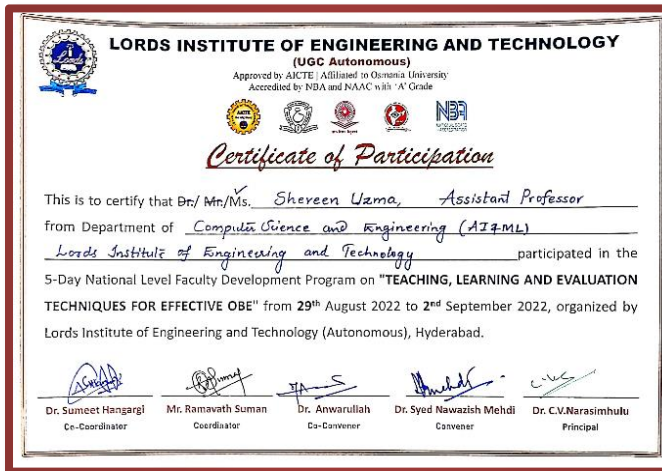 LORDS INSTITUTE OF ENGINEERING AND TECHNOLOGY
(UGC Autonomous)
Approved by AICTE | Affiliated to Osmania University
Accredited by NBA and NAAC with 'A' Grade
Lords
AICTE
NBA
Certificate of Participation
This is to certify that Dr./ Mr./Ms. Shereen Uzma, Assistant Professor
from Department of Computer Science and Engineering (AI&ML)
Lords Institute of Engineering and Technology participated in the
5-Day National Level Faculty Development Program on "TEACHING, LEARNING AND EVALUATION
TECHNIQUES FOR EFFECTIVE OBE" from 29th August 2022 to 2nd September 2022, organized by
Lords Institute of Engineering and Technology (Autonomous), Hyderabad.
Dr. Sumeet Hangargi Mr. Ramavath Suman Dr. Anwarullah Dr. Syed Nawazish Mehdi Dr. C.V.Narasimhulu
Co-Coordinator Coordinator Co-Convener Convener Principal